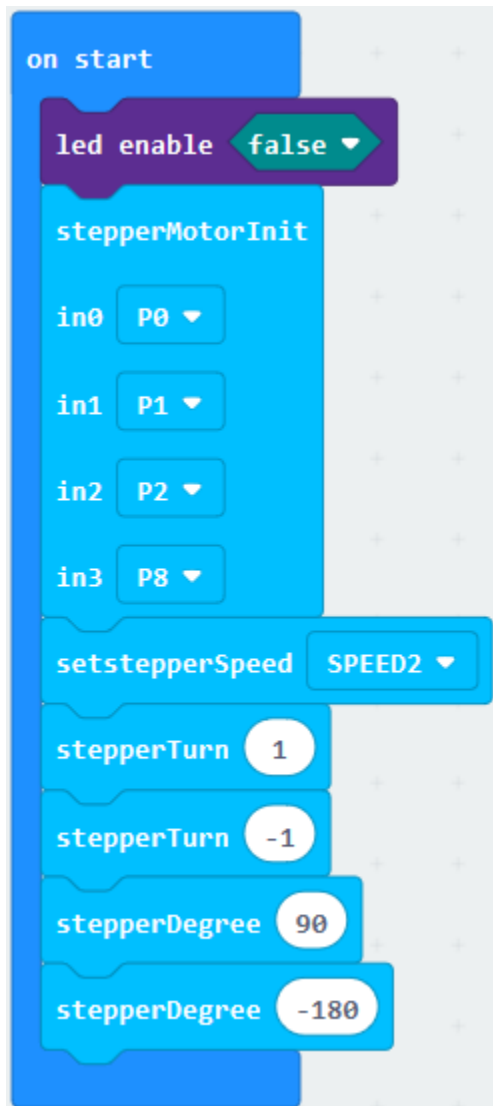 on start
led enable false
stepperMotorInit
in0 P0
in1 P1
in2 P2
in3 P8
setstepperSpeed SPEED2
stepperTurn 1
stepperTurn -1
stepperDegree 90
stepperDegree -180